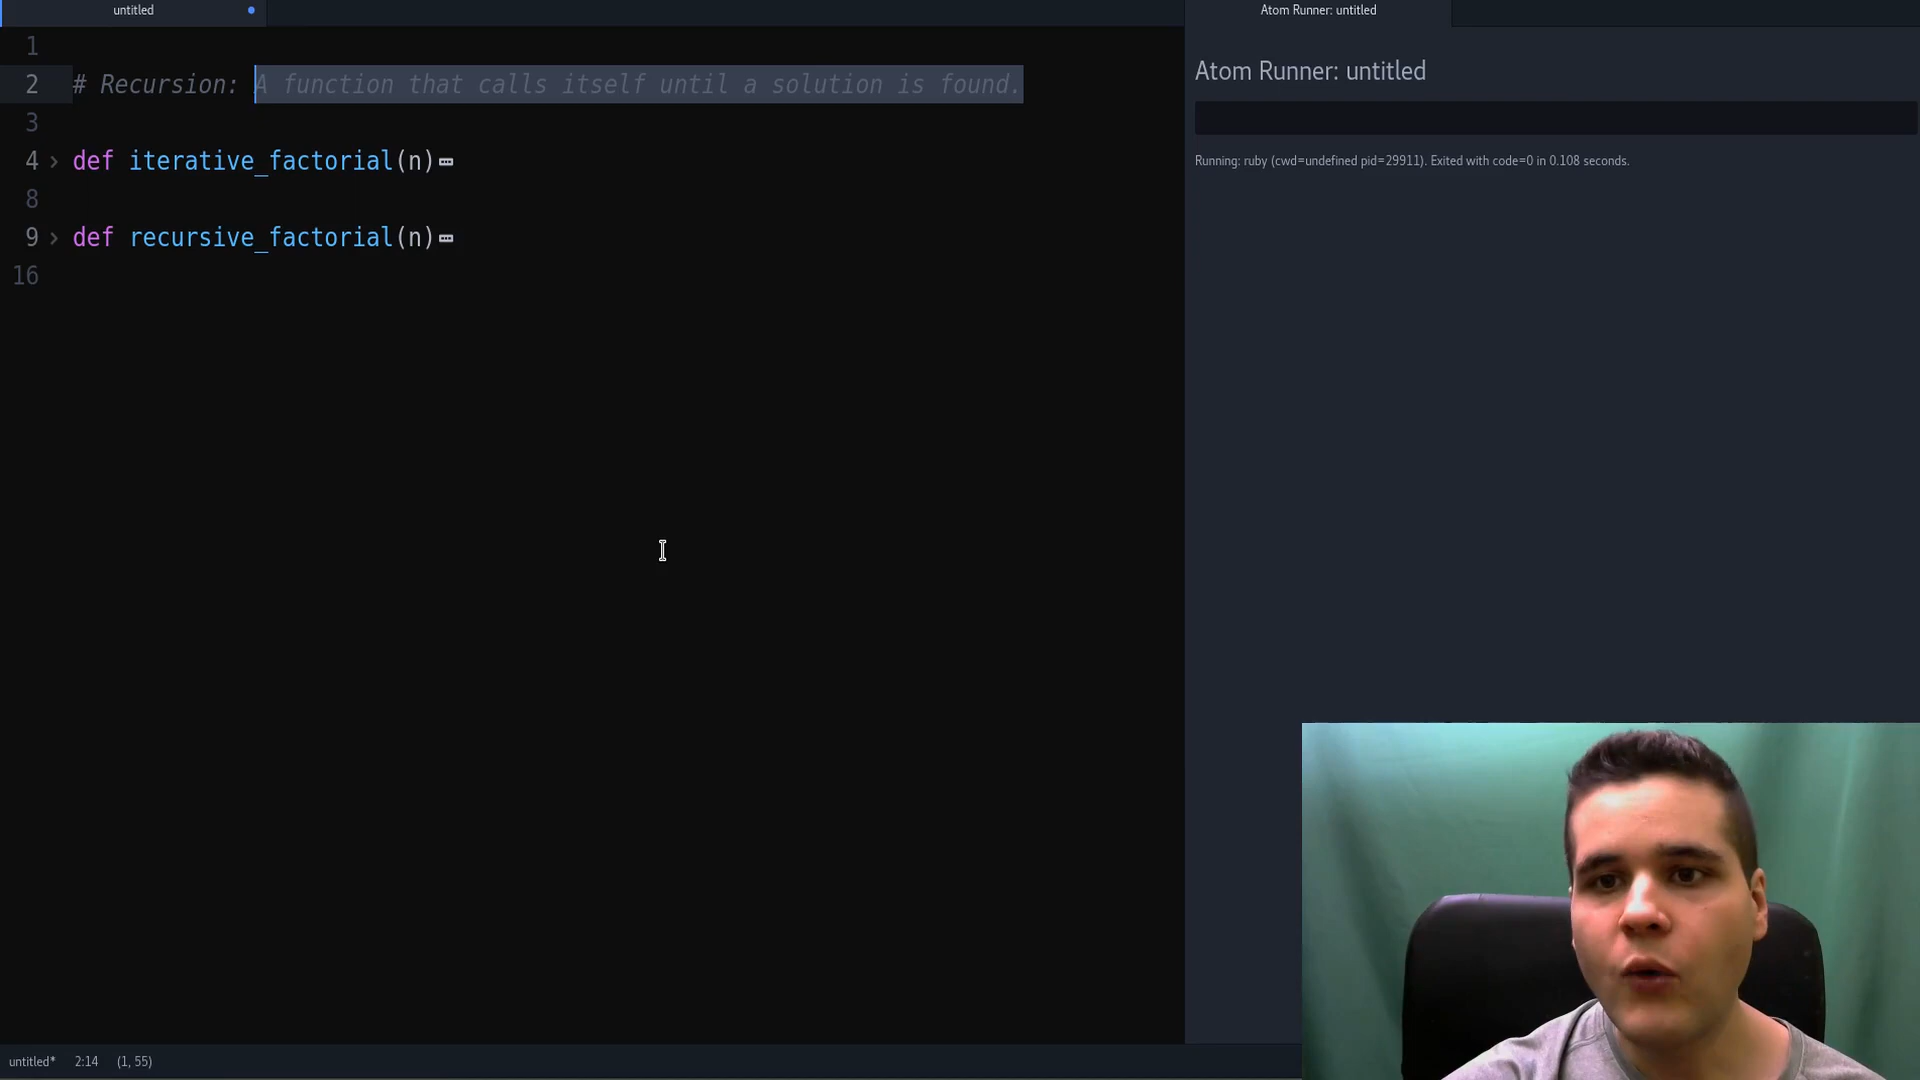 untitled
Atom Runner: untitled
1
2 # Recursion: A function that calls itself until a solution is found.
3
4 def iterative_factorial(n)
8
9 def recursive_factorial(n)
16
Atom Runner: untitled
Running: ruby (cwd=undefined pid=29911). Exited with code=0 in 0.108 seconds.
untitled* 2:14 (1, 55)